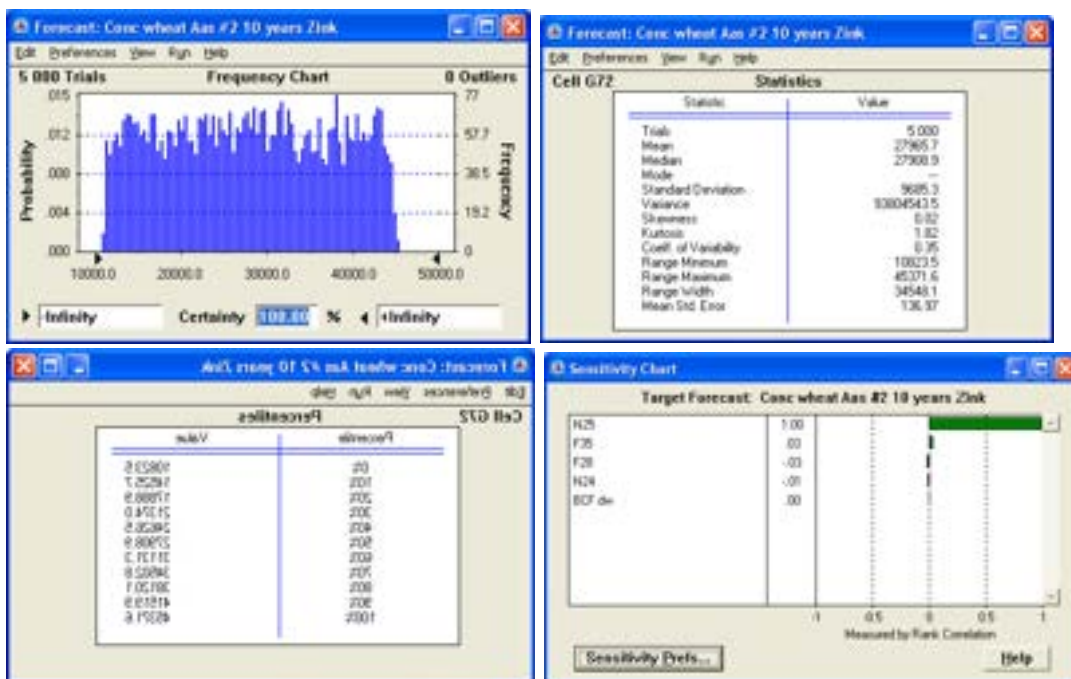 Forecast: Conc wheat Aas #2 10 years Zink
Edit Preferences View Run Help
5 000 Trials Frequency Chart 0 Outliers
.015 77
.012 57.7
.008 38.5
.004 19.2
.000 0
Probability
Frequency
10000.0 20000.0 30000.0 40000.0 50000.0
-Infinity Certainty 100.00 % +Infinity
Forecast: Conc wheat Aas #2 10 years Zink
Edit Preferences View Run Help
Cell G72 Statistics
Statistic Value
Trials 5 000
Mean 27985.7
Median 27908.9
Mode ---
Standard Deviation 9685.3
Variance 93804543.5
Skewness 0.02
Kurtosis 1.82
Coeff. of Variability 0.35
Range Minimum 10823.5
Range Maximum 45371.6
Range Width 34548.1
Mean Std. Error 136.97
Forecast: Conc wheat Aas #2 10 years Zink
Edit Preferences View Run Help
Cell G72 Percentiles
Percentile Value
0% 10823.5
10% 14525.7
20% 17888.9
30% 21374.0
40% 24626.5
50% 27908.9
60% 31131.3
70% 34502.8
80% 38120.1
90% 41519.9
100% 45371.6
Sensitivity Chart
Target Forecast: Conc wheat Aas #2 10 years Zink
N25 1.00
F35 .03
F28 -.03
N24 -.01
BCF dw .00
-1 -0.5 0 0.5 1
Measured by Rank Correlation
Sensitivity Prefs... Help